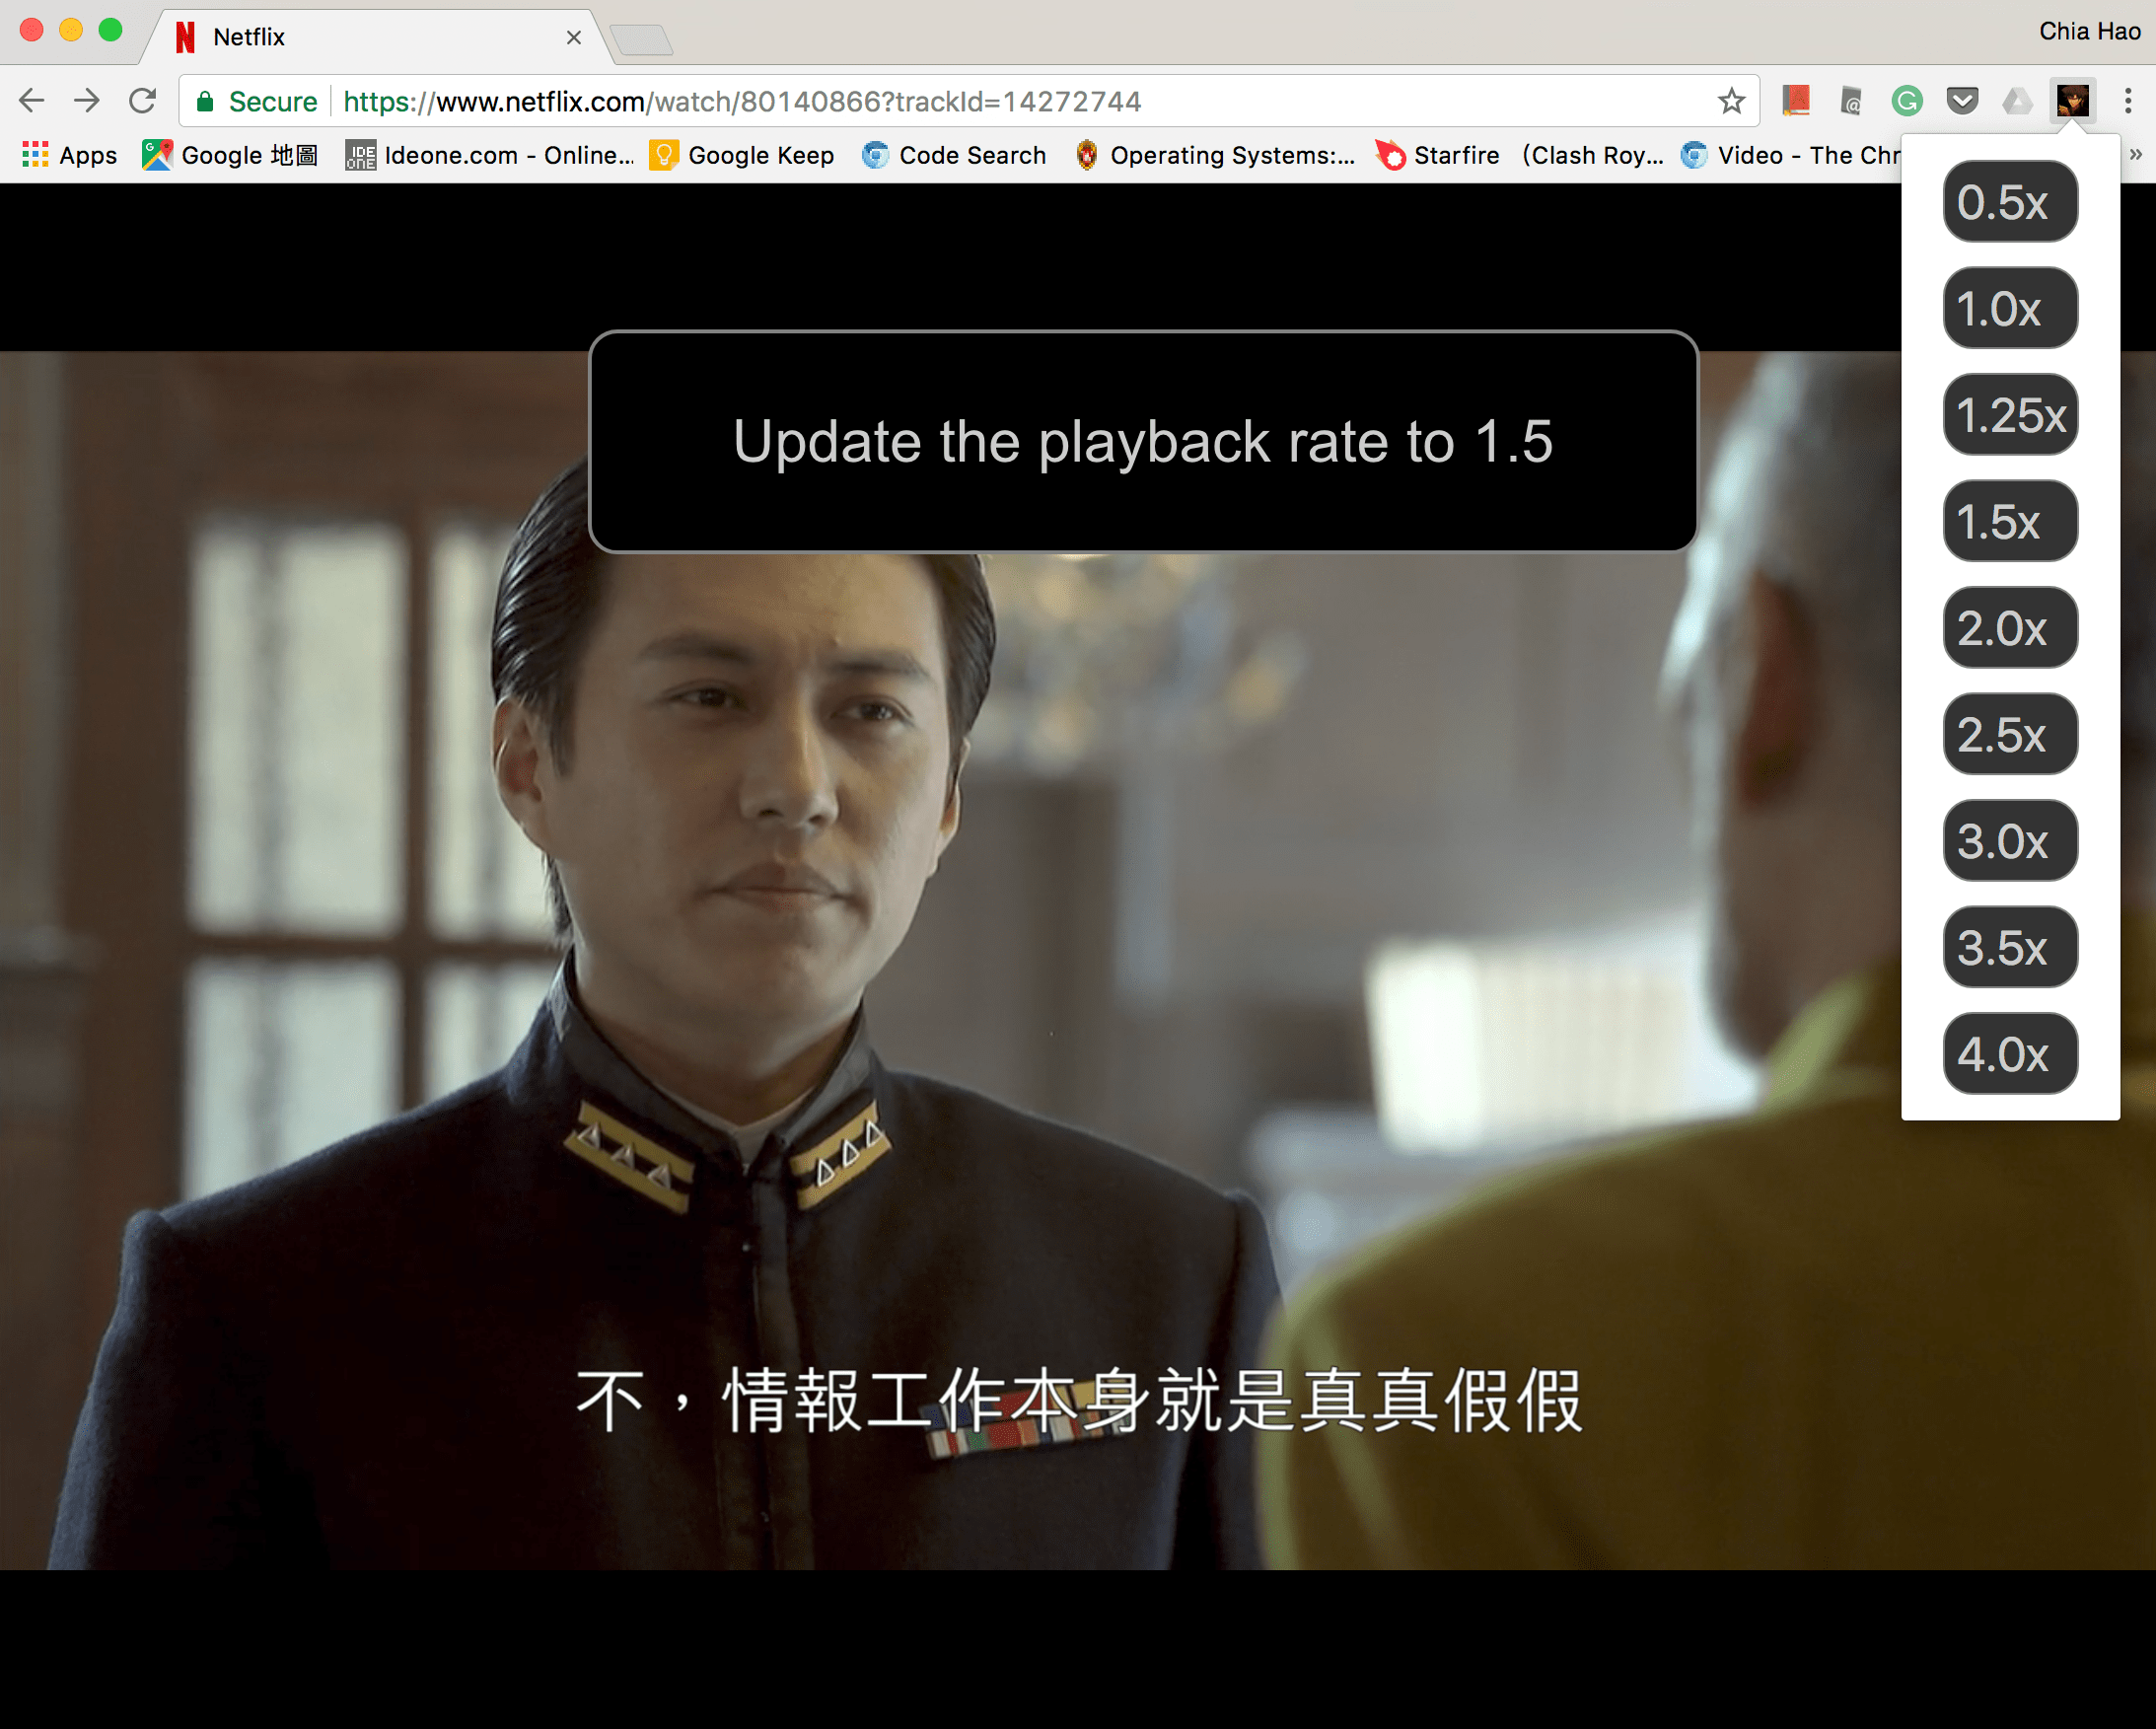 Netflix
Chia Hao
Secure https://www.netflix.com/watch/80140866?trackId=14272744
Apps Google 地圖 IDE ONE Ideone.com - Online... Google Keep Code Search Operating Systems:... Starfire （Clash Roy... Video - The Chr »
0.5x
1.0x
1.25x
1.5x
2.0x
2.5x
3.0x
3.5x
4.0x
Update the playback rate to 1.5
不，情報工作本身就是真真假假